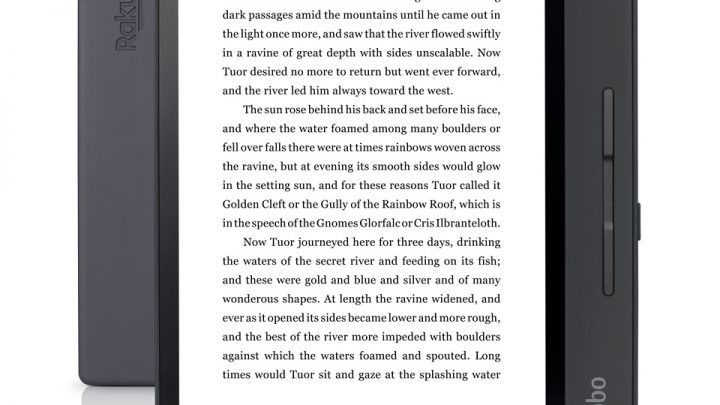 dark passages amid the mountains until he came out in
the light once more, and saw that the river flowed swiftly
in a ravine of great depth with sides unscalable. Now
Tuor desired no more to return but went ever forward,
and the river led him always toward the west.
The sun rose behind his back and set before his face,
and where the water foamed among many boulders or
fell over falls there were at times rainbows woven across
the ravine, but at evening its smooth sides would glow
in the setting sun, and for these reasons Tuor called it
Golden Cleft or the Gully of the Rainbow Roof, which is
in the speech of the Gnomes Glorfalc or Cris Ilbranteloth.
Now Tuor journeyed here for three days, drinking
the waters of the secret river and feeding on its fish;
and these were gold and blue and silver and of many
wonderous shapes. At length the ravine widened, and
ever as it opened its sides became lower and more rough,
and the best of the river more impeded with boulders
against which the waters foamed and spouted. Long
times would Tuor sit and gaze at the splashing water
Raku
bo